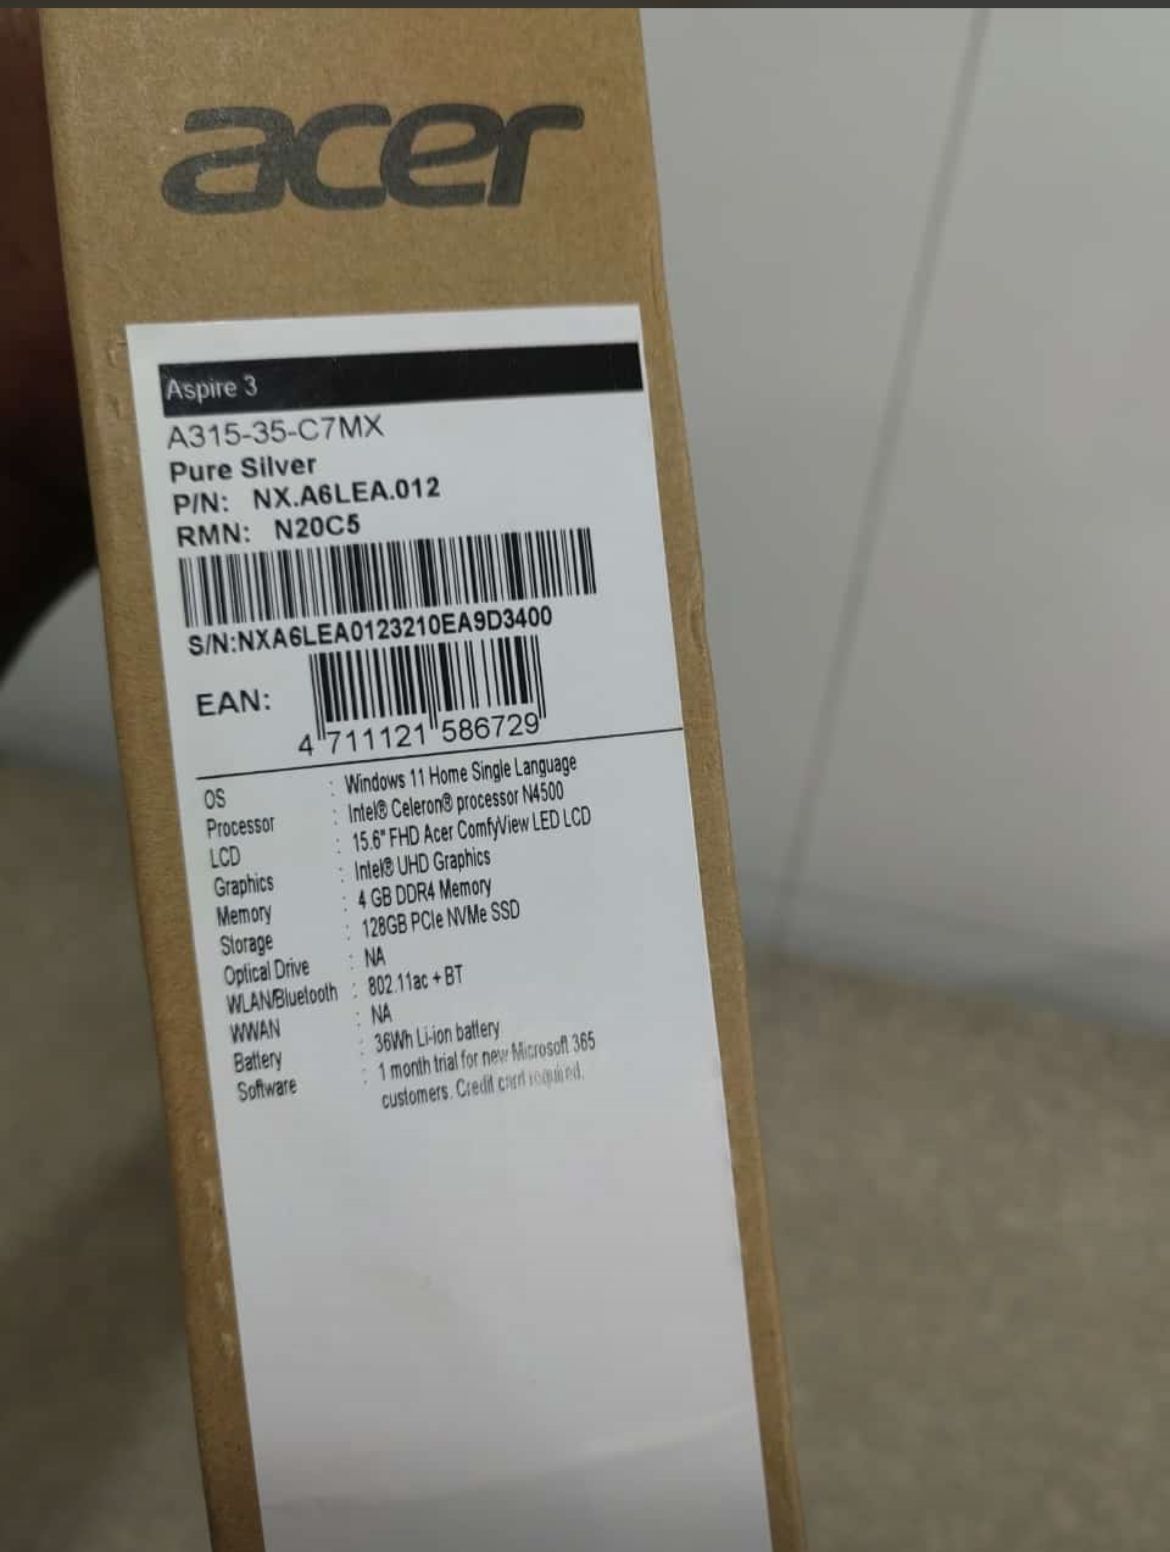 acer
Aspire 3
A315-35-C7MX
Pure Silver
P/N: NX.A6LEA.012
RMN: N20C5
S/N:NXA6LEA0123210EA9D3400
EAN:
4 711121 586729
OS : Windows 11 Home Single Language
Processor : Intel® Celeron® processor N4500
LCD : 15.6" FHD Acer ComfyView LED LCD
Graphics : Intel® UHD Graphics
Memory : 4 GB DDR4 Memory
Storage : 128GB PCIe NVMe SSD
Optical Drive : NA
WLAN/Bluetooth : 802.11ac + BT
WWAN : NA
Battery : 36Wh Li-ion battery
Software : 1 month trial for new Microsoft 365
customers. Credit card required.